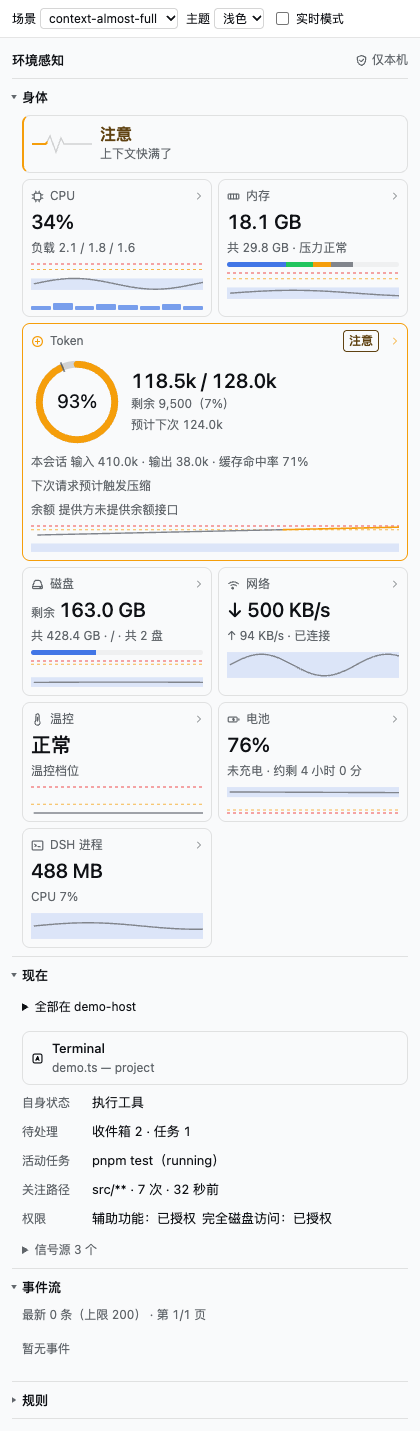 场景 context-almost-full 主题 浅色 实时模式
环境感知 仅本机
身体
注意
上下文快满了
CPU
34%
负载 2.1 / 1.8 / 1.6
内存
18.1 GB
共 29.8 GB · 压力正常
Token 注意
93%
118.5k / 128.0k
剩余 9,500（7%）
预计下次 124.0k
本会话 输入 410.0k · 输出 38.0k · 缓存命中率 71%
下次请求预计触发压缩
余额 提供方未提供余额接口
磁盘
剩余 163.0 GB
共 428.4 GB · / · 共 2 盘
网络
↓ 500 KB/s
↑ 94 KB/s · 已连接
温控
正常
温控档位
电池
76%
未充电 · 约剩 4 小时 0 分
DSH 进程
488 MB
CPU 7%
现在
全部在 demo-host
Terminal
demo.ts — project
自身状态 执行工具
待处理 收件箱 2 · 任务 1
活动任务 pnpm test（running）
关注路径 src/** · 7 次 · 32 秒前
权限 辅助功能：已授权 完全磁盘访问：已授权
信号源 3 个
事件流
最新 0 条（上限 200） · 第 1/1 页
暂无事件
规则